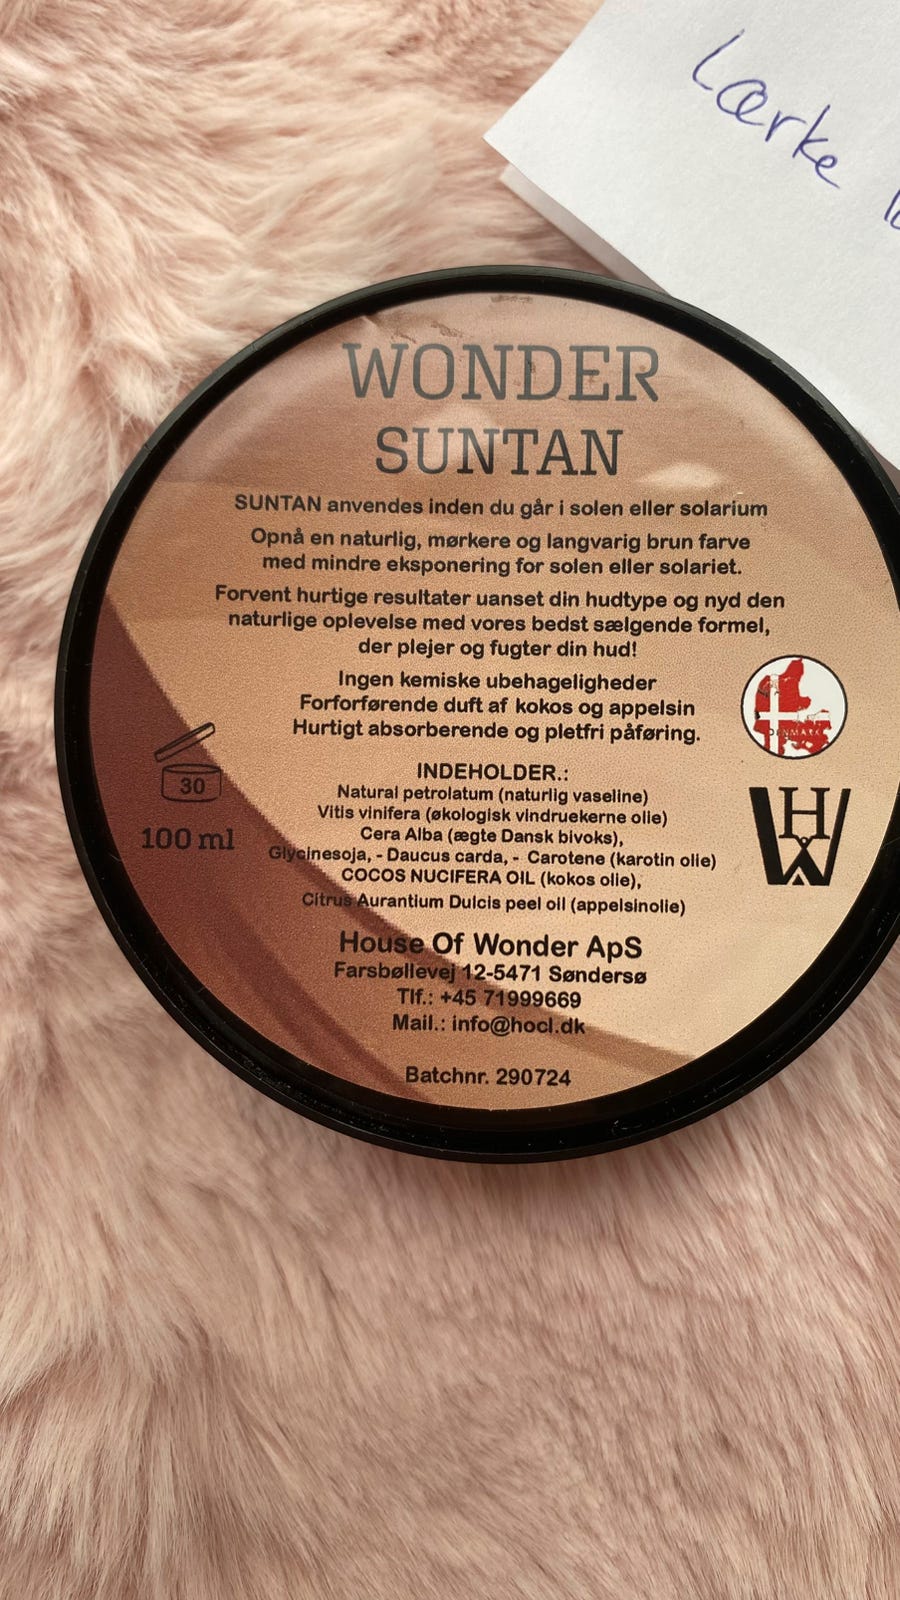 Lærke
WONDER
SUNTAN
SUNTAN anvendes inden du går i solen eller solarium
Opnå en naturlig, mørkere og langvarig brun farve
med mindre eksponering for solen eller solariet.
Forvent hurtige resultater uanset din hudtype og nyd den
naturlige oplevelse med vores bedst sælgende formel,
der plejer og fugter din hud!
Ingen kemiske ubehageligheder
Forforførende duft af kokos og appelsin
Hurtigt absorberende og pletfri påføring.
DENMARK
INDEHOLDER.:
Natural petrolatum (naturlig vaseline)
Vitis vinifera (økologisk vindruekerne olie)
Cera Alba (ægte Dansk bivoks),
Glycinesoja, - Daucus carda, - Carotene (karotin olie)
COCOS NUCIFERA OIL (kokos olie),
Citrus Aurantium Dulcis peel oil (appelsinolie)
30
100 ml
HW
House Of Wonder ApS
Farsbøllevej 12-5471 Søndersø
Tlf.: +45 71999669
Mail.: info@hocl.dk
Batchnr. 290724